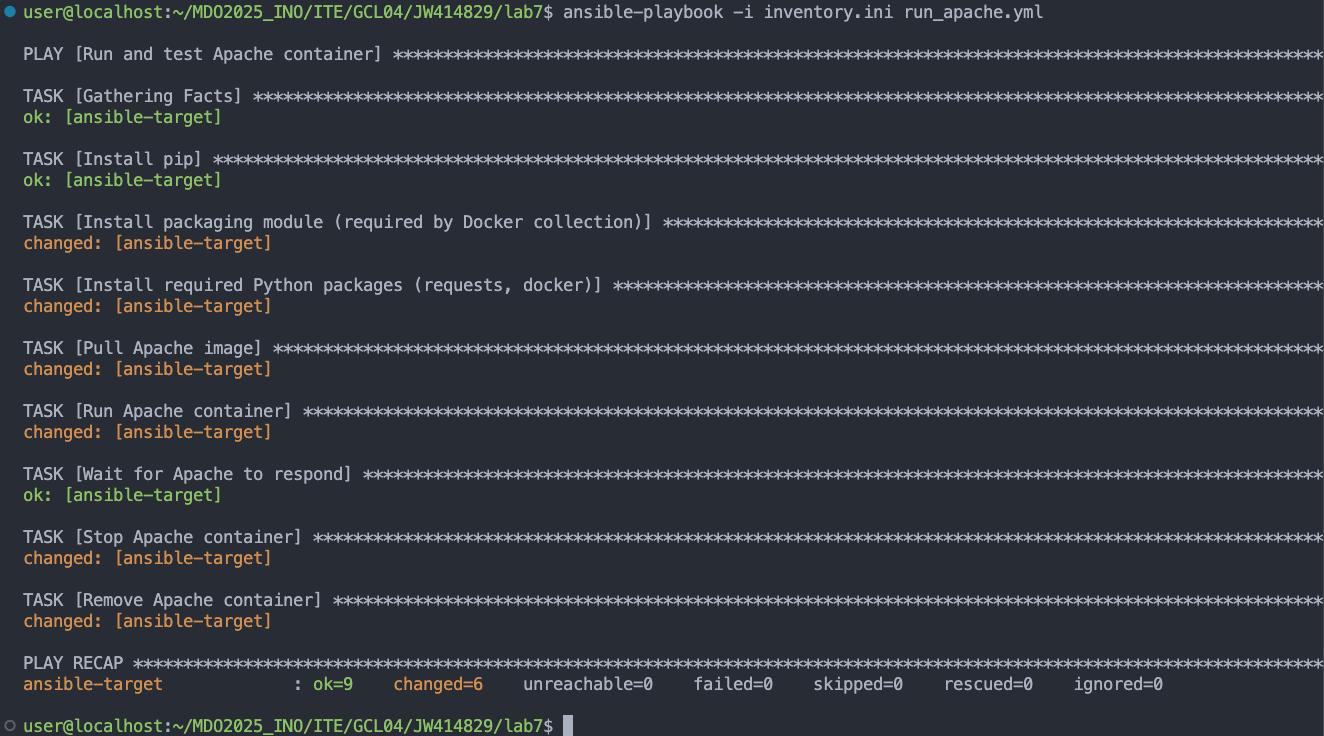 user@localhost:~/MDO2025_INO/ITE/GCL04/JW414829/lab7$ ansible-playbook -i inventory.ini run_apache.yml
PLAY [Run and test Apache container] *********************************************************************************************
TASK [Gathering Facts] ***********************************************************************************************************
ok: [ansible-target]
TASK [Install pip] ***************************************************************************************************************
ok: [ansible-target]
TASK [Install packaging module (required by Docker collection)] ******************************************************************
changed: [ansible-target]
TASK [Install required Python packages (requests, docker)] ***********************************************************************
changed: [ansible-target]
TASK [Pull Apache image] *********************************************************************************************************
changed: [ansible-target]
TASK [Run Apache container] ******************************************************************************************************
changed: [ansible-target]
TASK [Wait for Apache to respond] ************************************************************************************************
ok: [ansible-target]
TASK [Stop Apache container] *****************************************************************************************************
changed: [ansible-target]
TASK [Remove Apache container] ***************************************************************************************************
changed: [ansible-target]
PLAY RECAP ***********************************************************************************************************************
ansible-target             : ok=9    changed=6    unreachable=0    failed=0    skipped=0    rescued=0    ignored=0
user@localhost:~/MDO2025_INO/ITE/GCL04/JW414829/lab7$